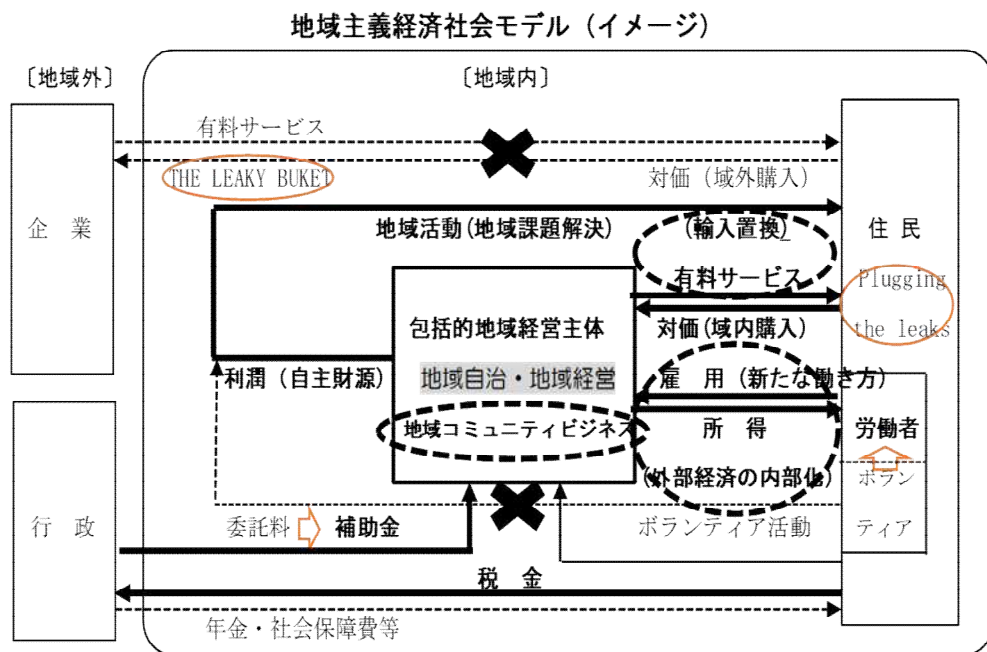 地域主義経済社会モデル（イメージ）
〔地域外〕
〔地域内〕
有料サービス
THE LEAKY BUKET
対価（域外購入）
企　業
地域活動(地域課題解決)
(輸入置換)
住 民
有料サービス
Plugging
the leaks
包括的地域経営主体
対価(域内購入)
利潤（自主財源）
地域自治・地域経営
雇　用（新たな働き方）
地域コミュニティビジネス
所　得
労働者
(外部経済の内部化)
ボラン
ティア
行　政
委託料
補助金
ボランティア活動
税　金
年金・社会保障費等